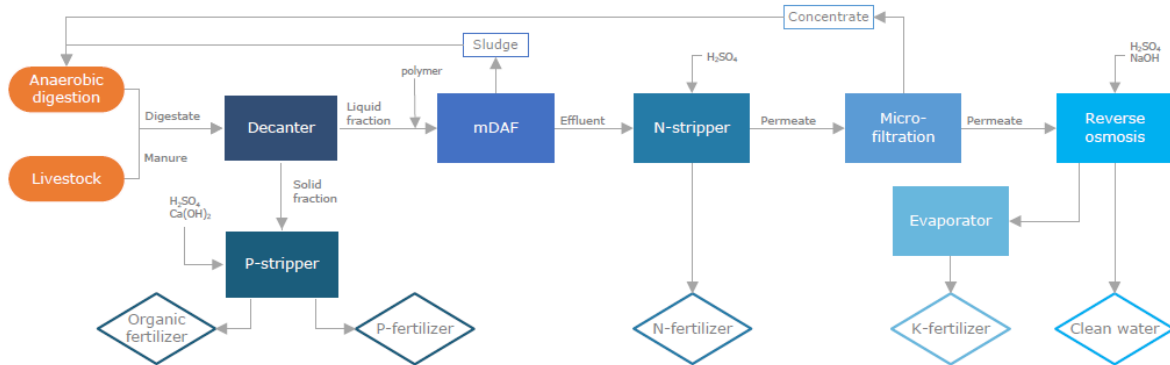 Concentrate
Sludge
H₂SO₄
H₂SO₄
NaOH
polymer
Anaerobic
digestion
Digestate
Liquid
fraction
Decanter
mDAF
Effluent
N-stripper
Permeate
Micro-
filtration
Permeate
Reverse
osmosis
Manure
Livestock
Solid
fraction
H₂SO₄
Ca(OH)₂
Evaporator
P-stripper
Organic
fertilizer
P-fertilizer
N-fertilizer
K-fertilizer
Clean water